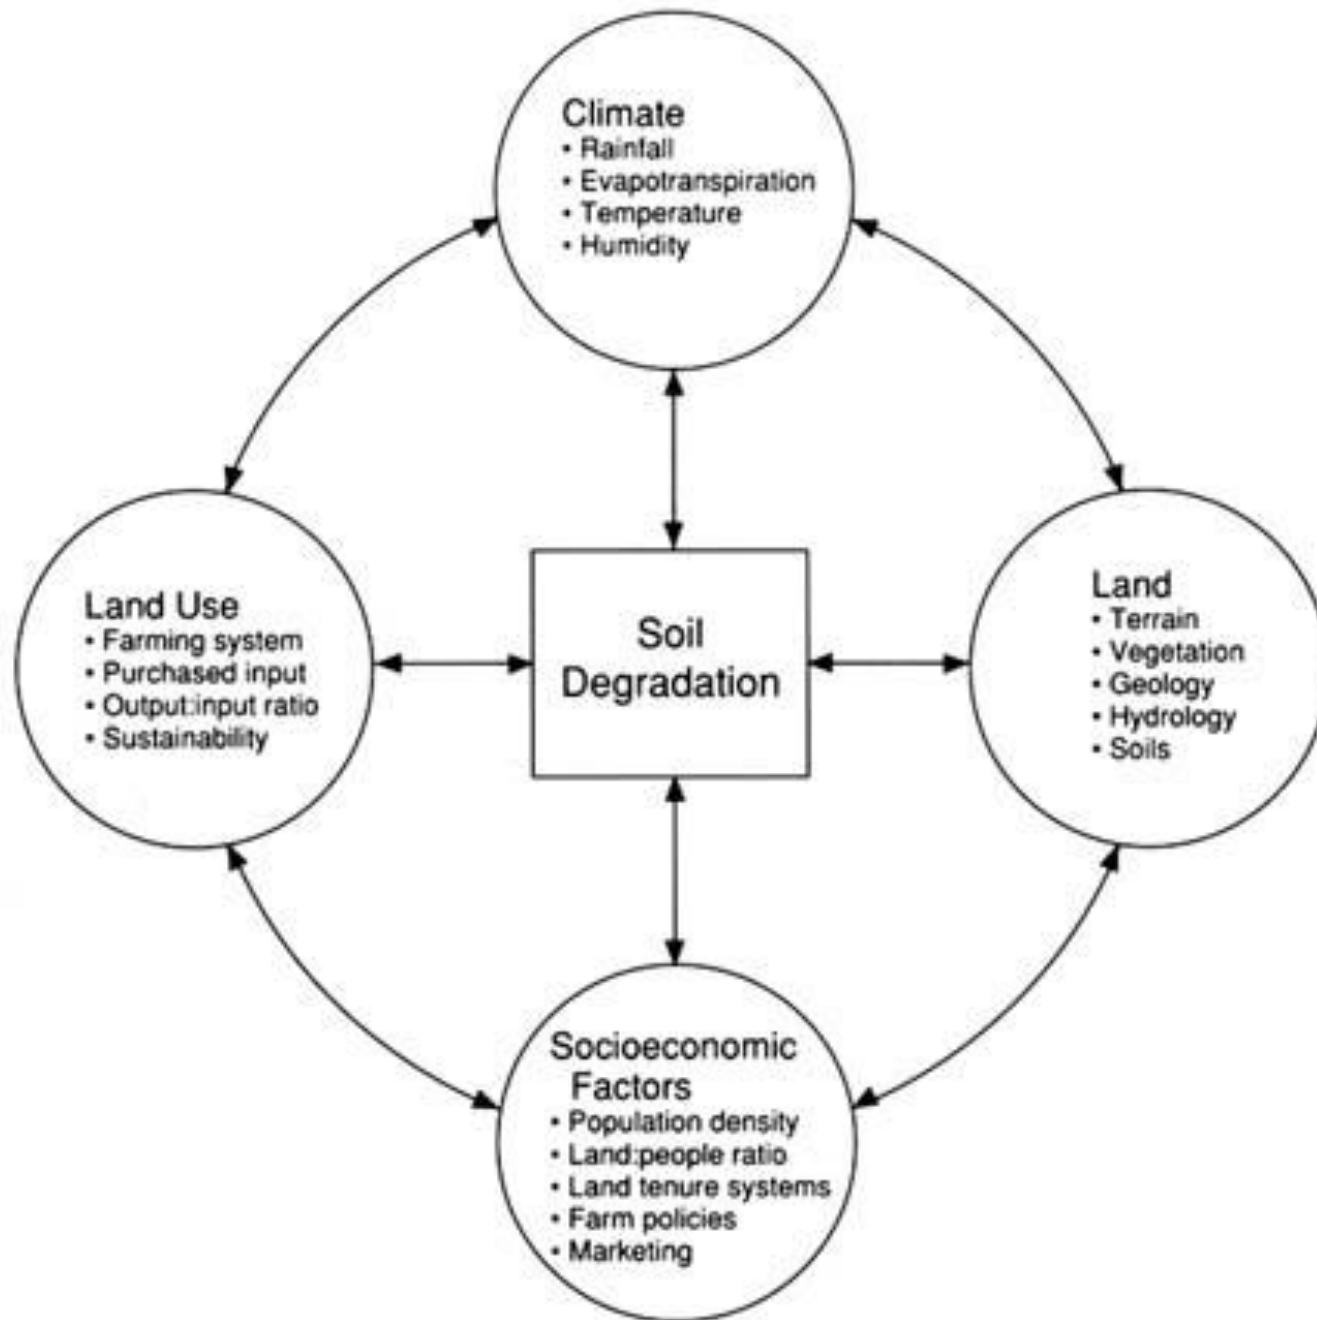 Climate
• Rainfall
• Evapotranspiration
• Temperature
• Humidity
Land Use
• Farming system
• Purchased input
• Output:input ratio
• Sustainability
Soil
Degradation
Land
• Terrain
• Vegetation
• Geology
• Hydrology
• Soils
Socioeconomic
Factors
• Population density
• Land:people ratio
• Land tenure systems
• Farm policies
• Marketing